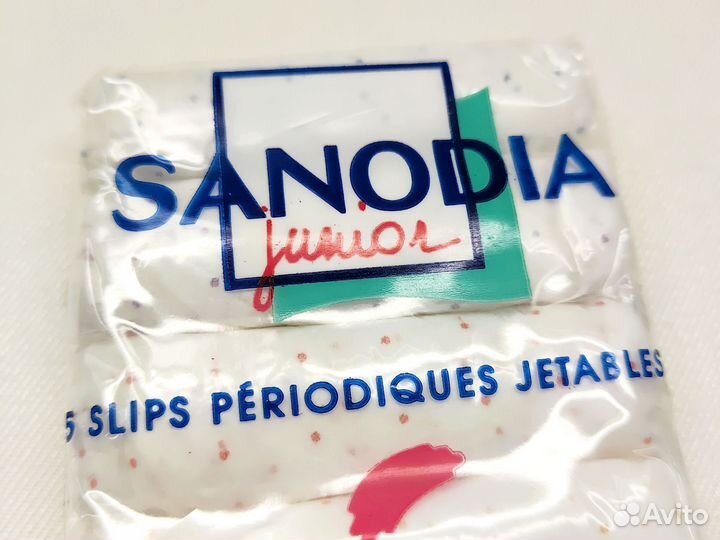 SANODIA
junior
5 SLIPS PÉRIODIQUES JETABLES
Avito